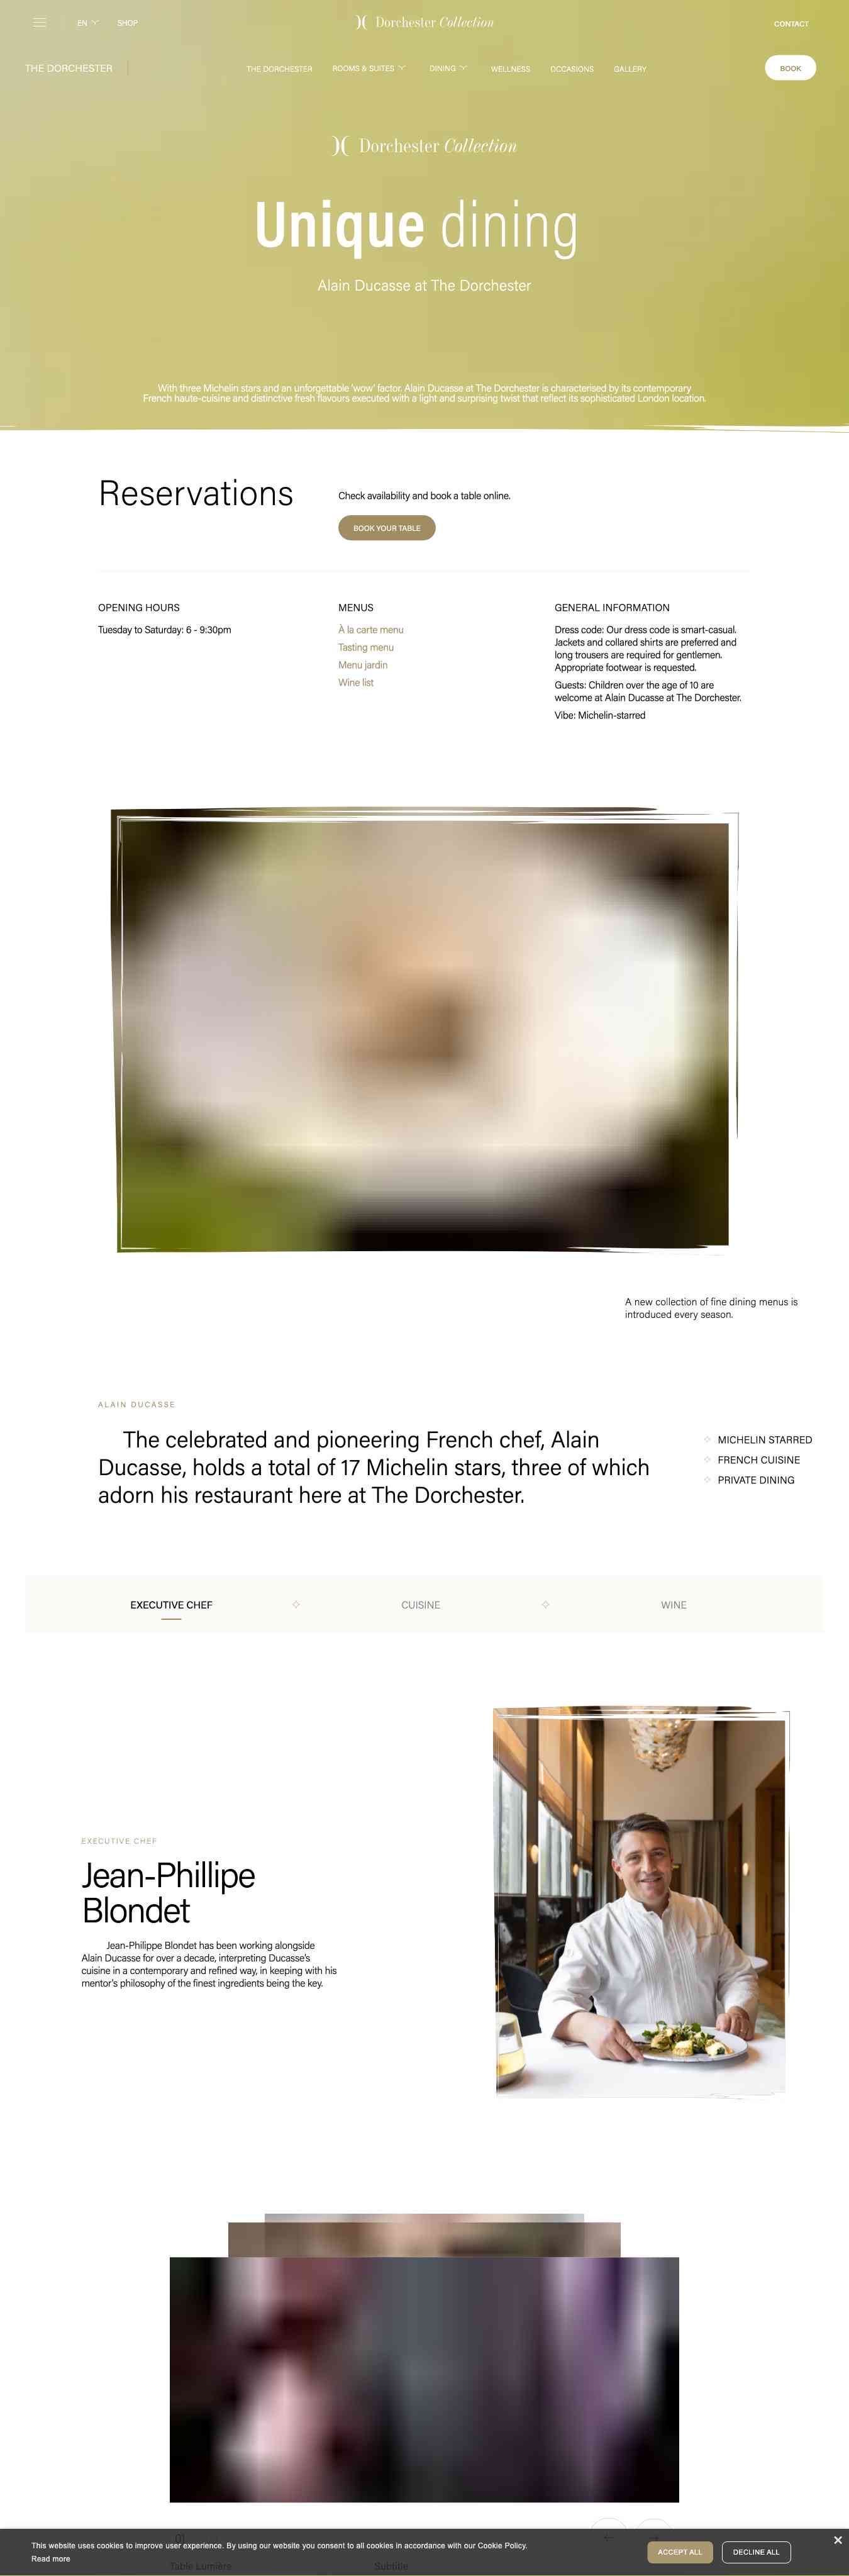 EN
SHOP
Dorchester Collection
CONTACT
THE DORCHESTER
THE DORCHESTER
ROOMS & SUITES
DINING
WELLNESS
OCCASIONS
GALLERY
BOOK
Dorchester Collection
Unique dining
Alain Ducasse at The Dorchester
With three Michelin stars and an unforgettable 'wow' factor. Alain Ducasse at The Dorchester is characterised by its contemporary
French haute-cuisine and distinctive fresh flavours executed with a light and surprising twist that reflect its sophisticated London location.
Reservations
Check availability and book a table online.
BOOK YOUR TABLE
OPENING HOURS
Tuesday to Saturday: 6 - 9:30pm
MENUS
À la carte menu
Tasting menu
Menu jardin
Wine list
GENERAL INFORMATION
Dress code: Our dress code is smart-casual.
Jackets and collared shirts are preferred and
long trousers are required for gentlemen.
Appropriate footwear is requested.
Guests: Children over the age of 10 are
welcome at Alain Ducasse at The Dorchester.
Vibe: Michelin-starred
A new collection of fine dining menus is
introduced every season.
ALAIN DUCASSE
The celebrated and pioneering French chef, Alain
Ducasse, holds a total of 17 Michelin stars, three of which
adorn his restaurant here at The Dorchester.
MICHELIN STARRED
FRENCH CUISINE
PRIVATE DINING
EXECUTIVE CHEF
CUISINE
WINE
EXECUTIVE CHEF
Jean-Phillipe
Blondet
Jean-Philippe Blondet has been working alongside
Alain Ducasse for over a decade, interpreting Ducasse's
cuisine in a contemporary and refined way, in keeping with his
mentor's philosophy of the finest ingredients being the key.
This website uses cookies to improve user experience. By using our website you consent to all cookies in accordance with our Cookie Policy.
Read more
ACCEPT ALL
DECLINE ALL
Table Lumière
Subtitle